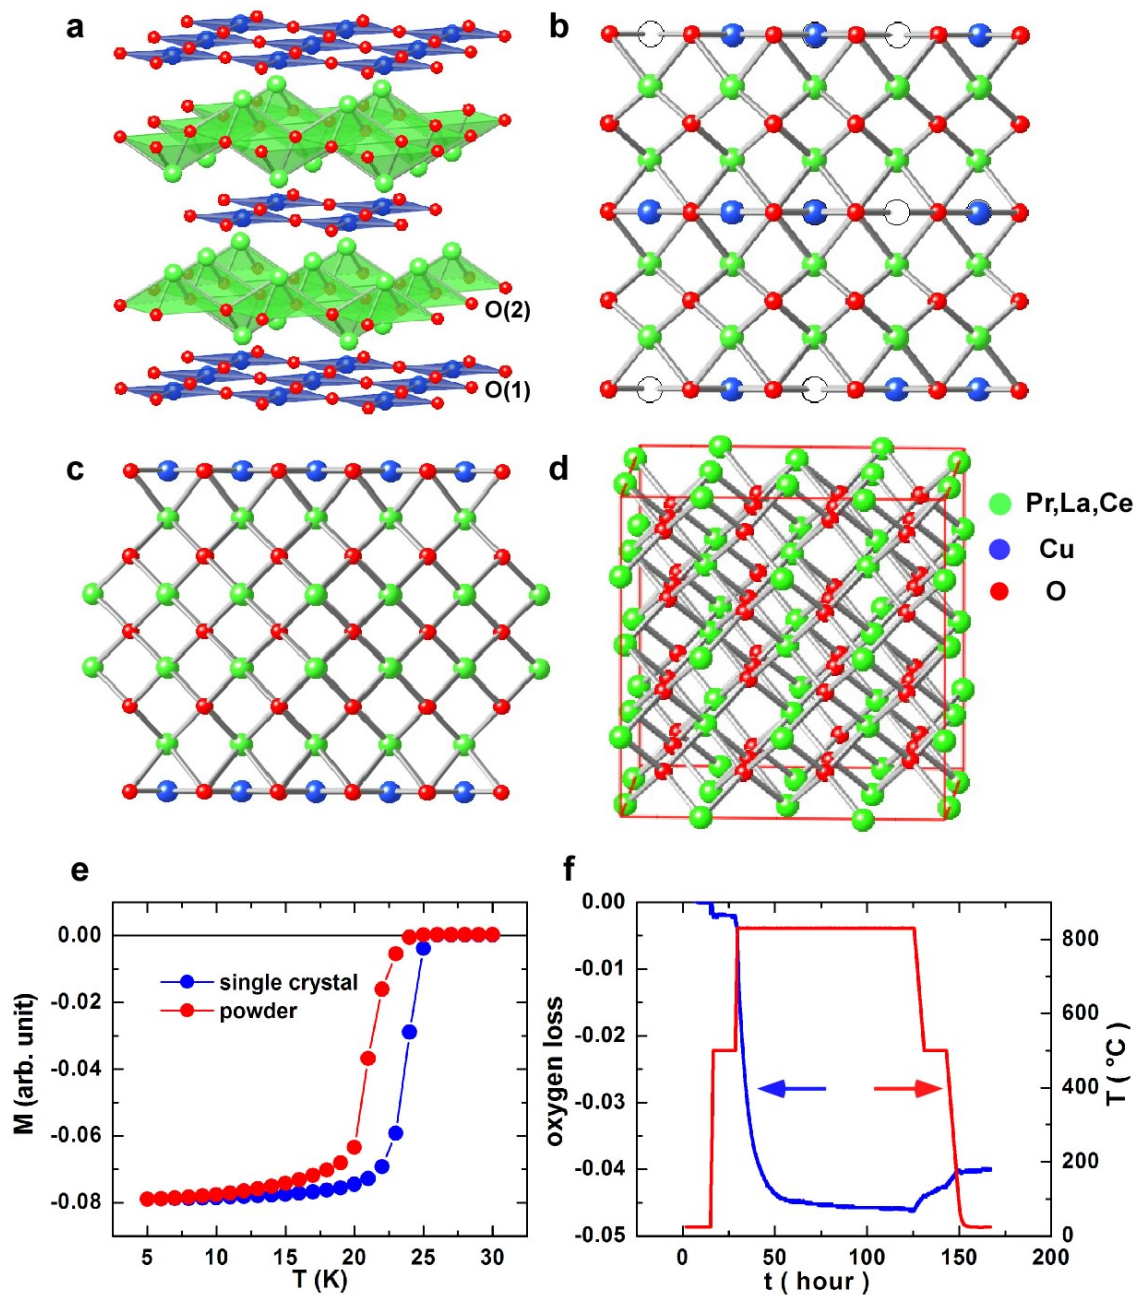 a
b
O(2)
O(1)
c
d
Pr,La,Ce
Cu
O
e
f
0.00
-0.02
-0.04
-0.06
-0.08
M (arb. unit)
single crystal
powder
5
10
15
20
25
30
T (K)
0.00
-0.01
-0.02
-0.03
-0.04
-0.05
oxygen loss
800
600
400
200
0
T ( °C)
0
50
100
150
200
t ( hour )